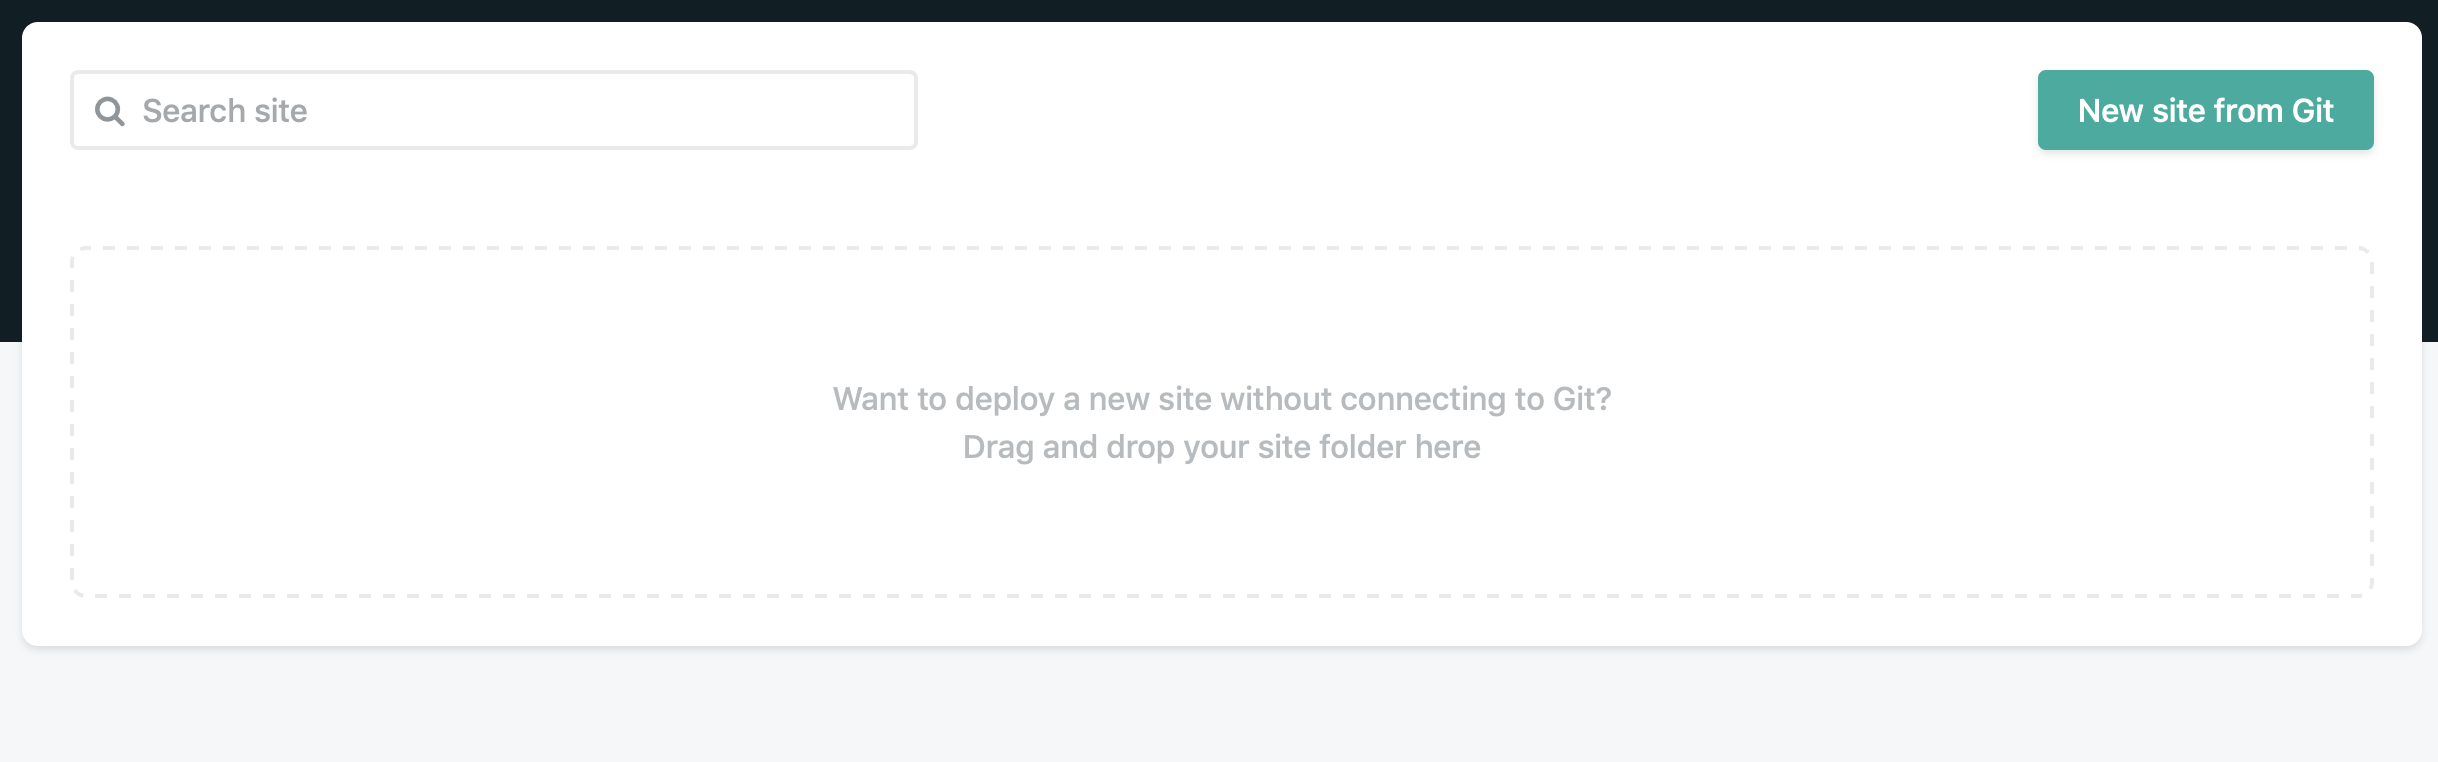 Search site
New site from Git
Want to deploy a new site without connecting to Git?
Drag and drop your site folder here